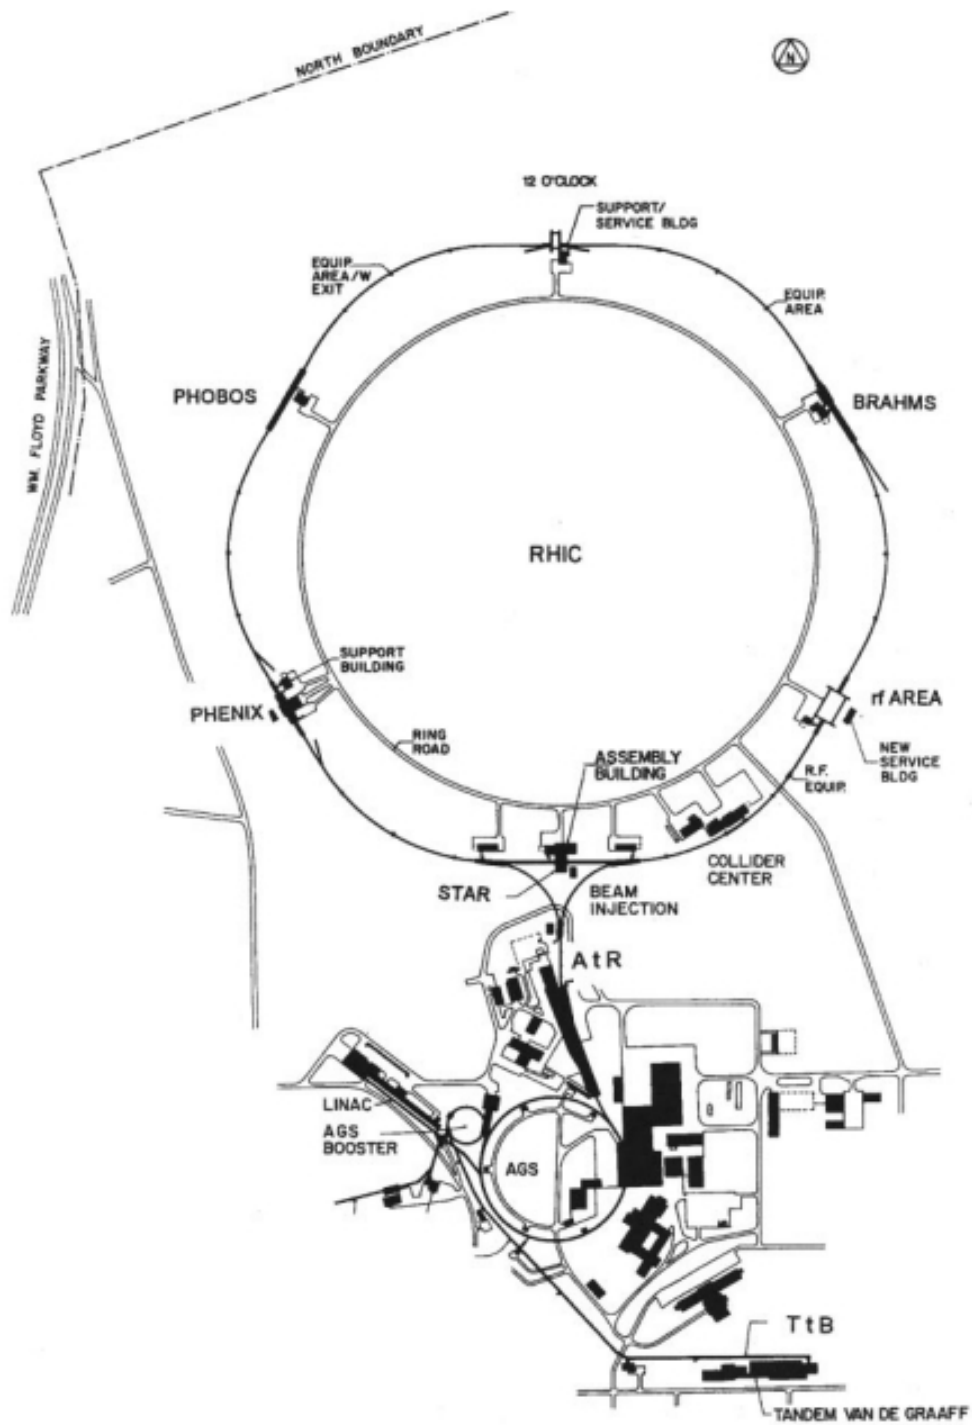 NORTH BOUNDARY
N
12 O'CLOCK
SUPPORT/
SERVICE BLDG
EQUIP.
AREA/W
EXIT
EQUIP.
AREA
WM. FLOYD PARKWAY
PHOBOS
BRAHMS
RHIC
SUPPORT
BUILDING
PHENIX
rf AREA
RING
ROAD
NEW
SERVICE
BLDG
ASSEMBLY
BUILDING
R.F.
EQUIP.
COLLIDER
CENTER
STAR
BEAM
INJECTION
AtR
LINAC
AGS
BOOSTER
AGS
TtB
TANDEM VAN DE GRAAFF